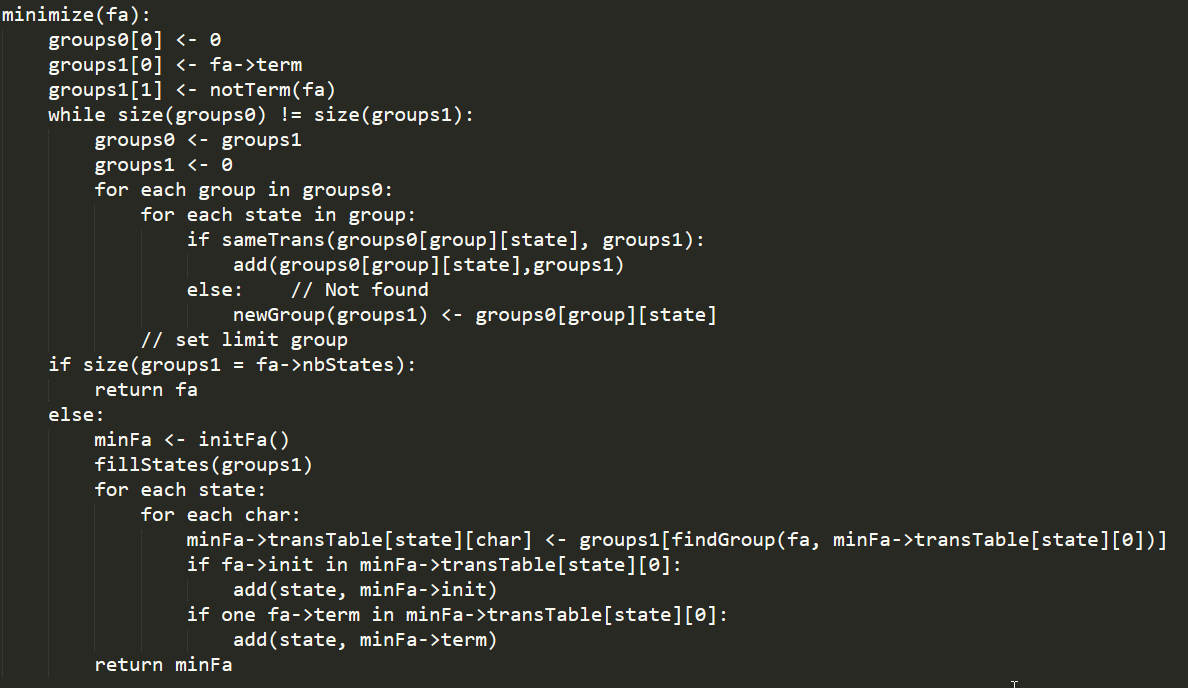 minimize(fa):
    groups0[0] <- 0
    groups1[0] <- fa->term
    groups1[1] <- notTerm(fa)
    while size(groups0) != size(groups1):
        groups0 <- groups1
        groups1 <- 0
        for each group in groups0:
            for each state in group:
                if sameTrans(groups0[group][state], groups1):
                    add(groups0[group][state],groups1)
                else:    // Not found
                    newGroup(groups1) <- groups0[group][state]
            // set limit group
    if size(groups1 = fa->nbStates):
        return fa
    else:
        minFa <- initFa()
        fillStates(groups1)
        for each state:
            for each char:
                minFa->transTable[state][char] <- groups1[findGroup(fa, minFa->transTable[state][0])]
                if fa->init in minFa->transTable[state][0]:
                    add(state, minFa->init)
                if one fa->term in minFa->transTable[state][0]:
                    add(state, minFa->term)
        return minFa